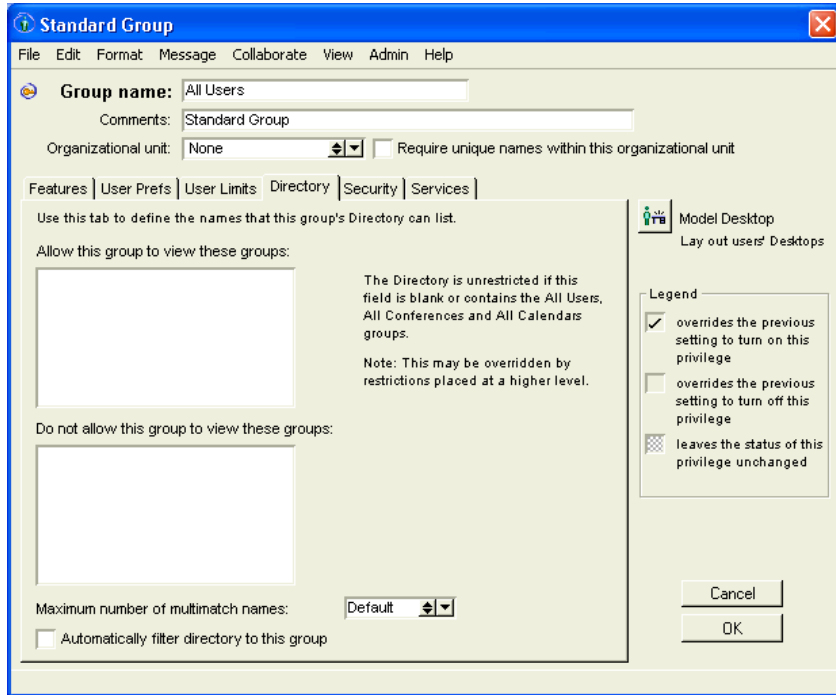 Standard Group
File Edit Format Message Collaborate View Admin Help
Group name: All Users
Comments: Standard Group
Organizational unit: None Require unique names within this organizational unit
Features User Prefs User Limits Directory Security Services
Use this tab to define the names that this group's Directory can list.
Allow this group to view these groups:
The Directory is unrestricted if this
field is blank or contains the All Users,
All Conferences and All Calendars
groups.
Note: This may be overridden by
restrictions placed at a higher level.
Do not allow this group to view these groups:
Maximum number of multimatch names: Default
Automatically filter directory to this group
Model Desktop
Lay out users' Desktops
Legend
overrides the previous
setting to turn on this
privilege
overrides the previous
setting to turn off this
privilege
leaves the status of this
privilege unchanged
Cancel
OK